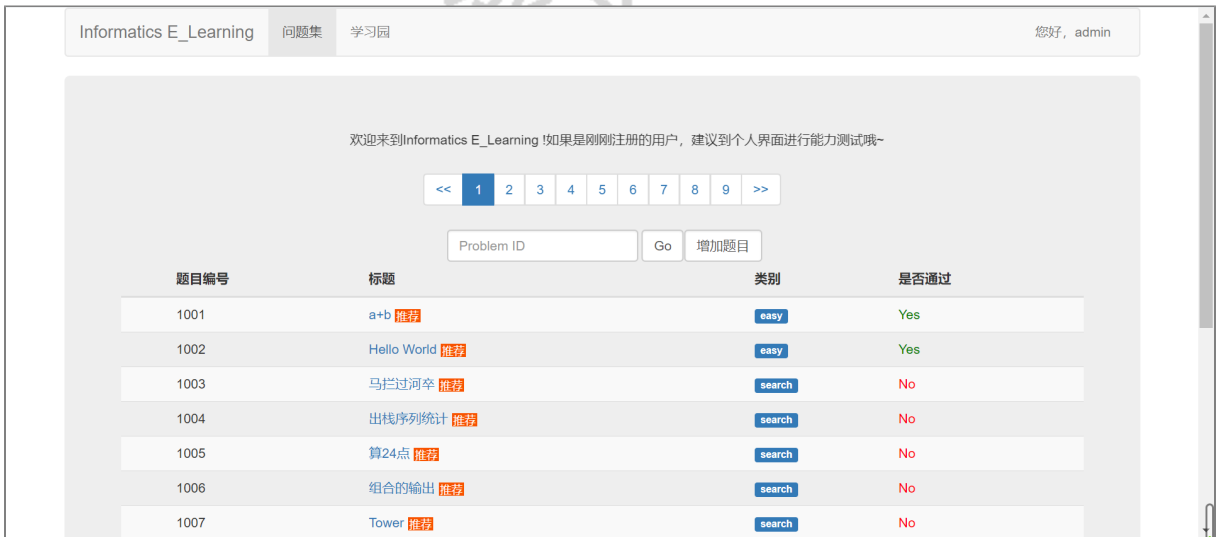 Informatics E_Learning 问题集 学习园 您好，admin
欢迎来到Informatics E_Learning !如果是刚刚注册的用户，建议到个人界面进行能力测试哦~
<< 1 2 3 4 5 6 7 8 9 >>
Problem ID Go 增加题目
题目编号 标题 类别 是否通过
1001 a+b 推荐 easy Yes
1002 Hello World 推荐 easy Yes
1003 马拦过河卒 推荐 search No
1004 出栈序列统计 推荐 search No
1005 算24点 推荐 search No
1006 组合的输出 推荐 search No
1007 Tower 推荐 search No